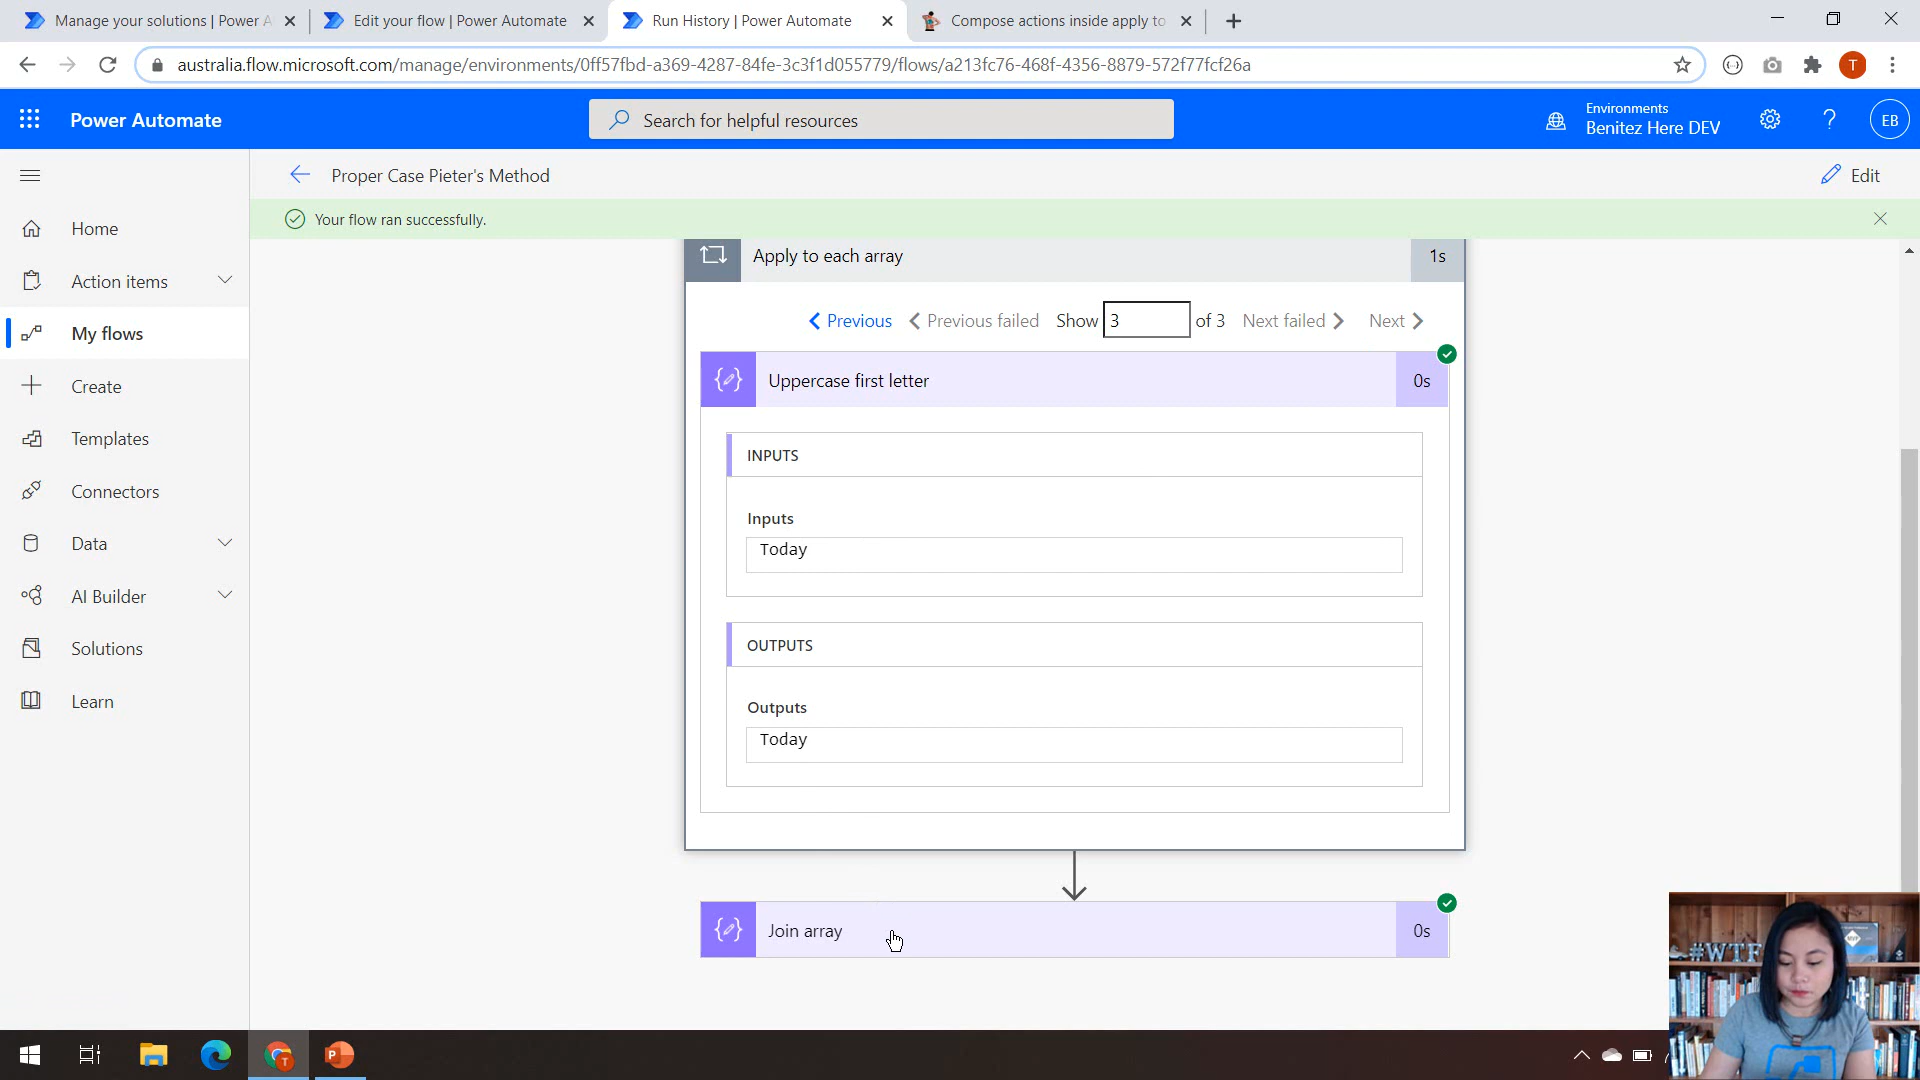 Manage your solutions | Power A
Edit your flow | Power Automate
Run History | Power Automate
Compose actions inside apply to
australia.flow.microsoft.com/manage/environments/0ff57fbd-a369-4287-84fe-3c3f1d055779/flows/a213fc76-468f-4356-8879-572f77fcf26a
T
Power Automate
Search for helpful resources
Environments
Benitez Here DEV
EB
Proper Case Pieter's Method
Edit
Your flow ran successfully.
Home
Action items
My flows
Create
Templates
Connectors
Data
AI Builder
Solutions
Learn
Apply to each array
1s
Previous
Previous failed
Show
3
of 3
Next failed
Next
Uppercase first letter
0s
INPUTS
Inputs
Today
OUTPUTS
Outputs
Today
Join array
0s
#WTF